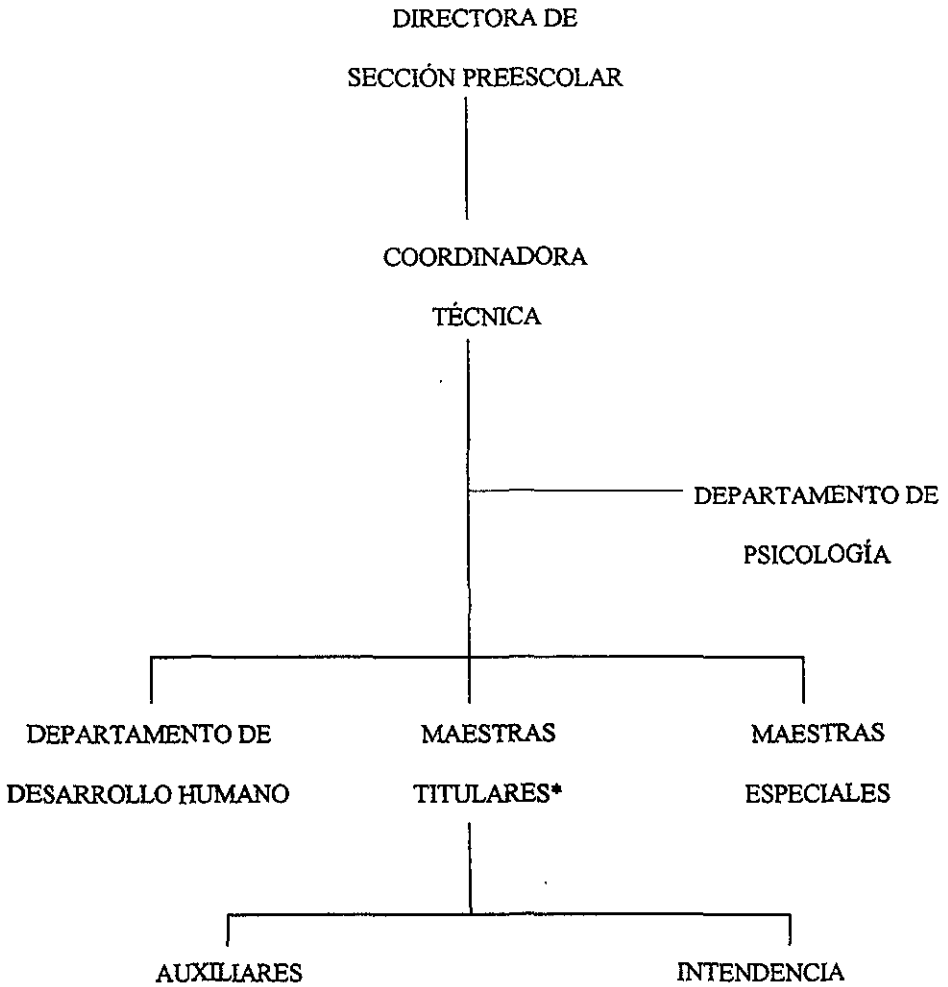 DIRECTORA DE
SECCIÓN PREESCOLAR
COORDINADORA
TÉCNICA
DEPARTAMENTO DE
PSICOLOGÍA
DEPARTAMENTO DE
DESARROLLO HUMANO
MAESTRAS
TITULARES*
MAESTRAS
ESPECIALES
AUXILIARES
INTENDENCIA